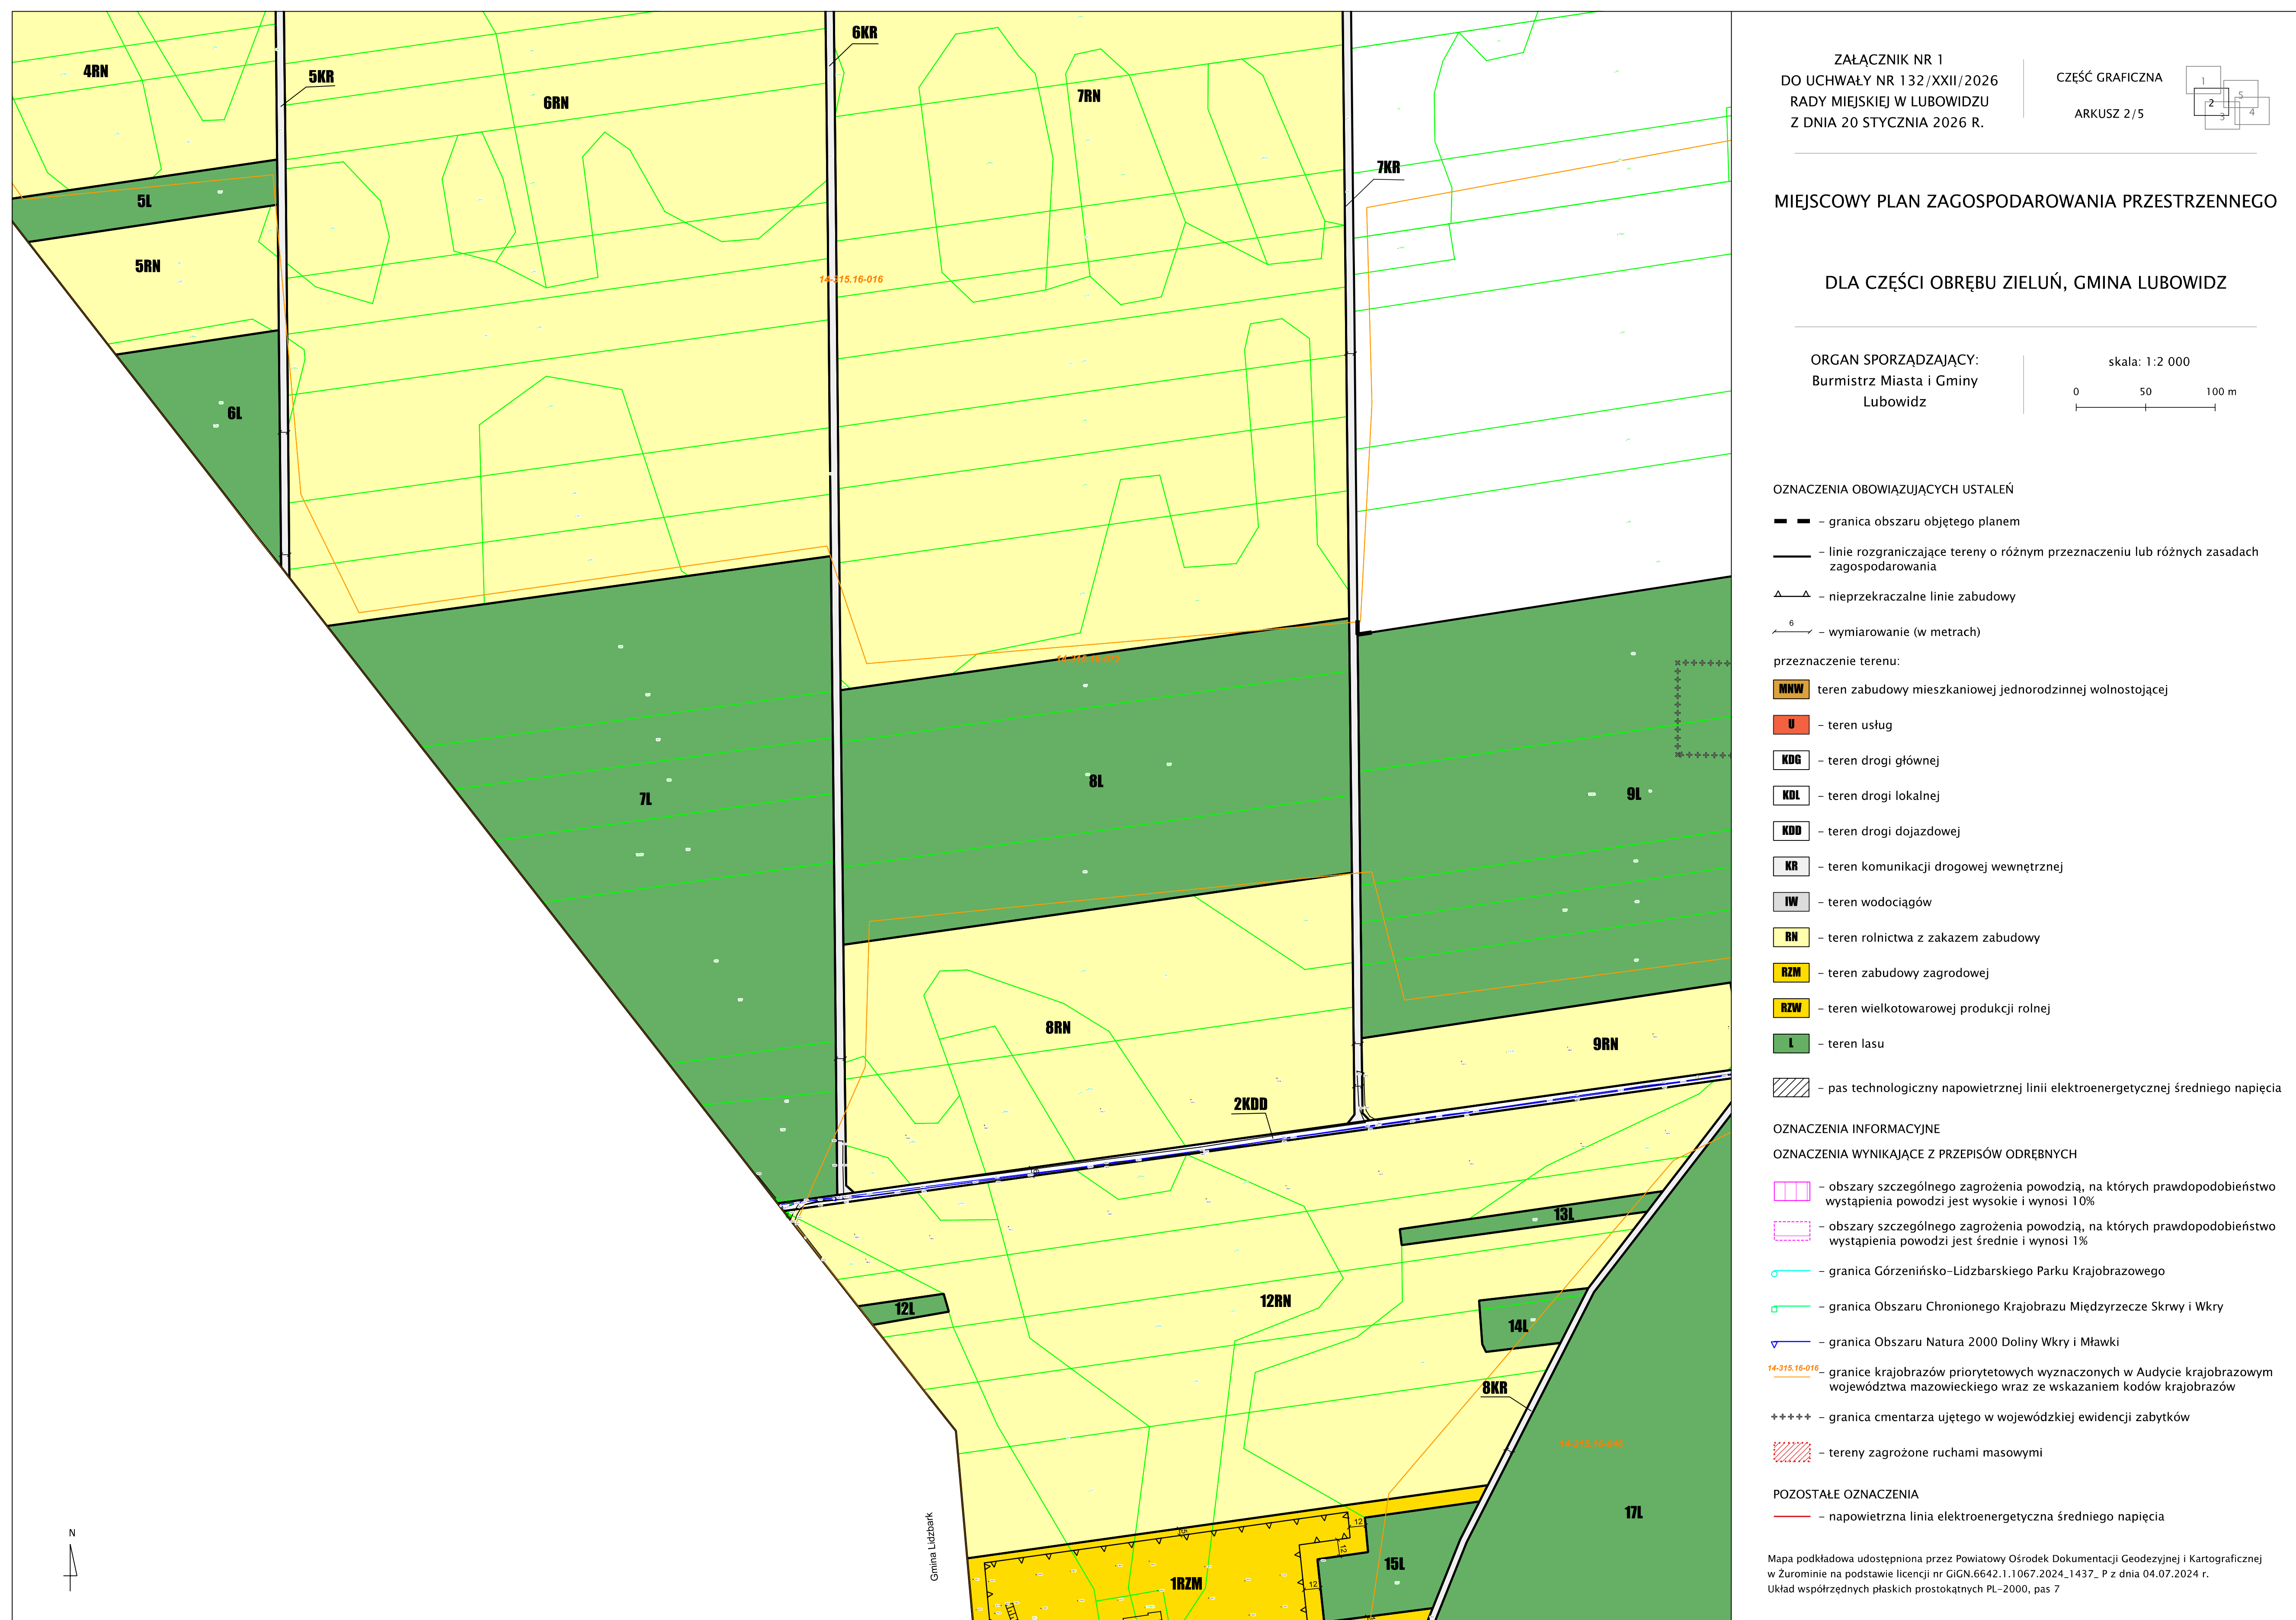 ZAŁĄCZNIK NR 1
DO UCHWAŁY NR 132/XXII/2026
RADY MIEJSKIEJ W LUBOWIDZU
Z DNIA 20 STYCZNIA 2026 R.
CZĘŚĆ GRAFICZNA
ARKUSZ 2/5
1
2
3
4
5
MIEJSCOWY PLAN ZAGOSPODAROWANIA PRZESTRZENNEGO
DLA CZĘŚCI OBRĘBU ZIELUŃ, GMINA LUBOWIDZ
ORGAN SPORZĄDZAJĄCY:
Burmistrz Miasta i Gminy
Lubowidz
skala: 1:2 000
0 50 100 m
OZNACZENIA OBOWIĄZUJĄCYCH USTALEŃ
– granica obszaru objętego planem
– linie rozgraniczające tereny o różnym przeznaczeniu lub różnych zasadach
zagospodarowania
– nieprzekraczalne linie zabudowy
6 – wymiarowanie (w metrach)
przeznaczenie terenu:
MNW teren zabudowy mieszkaniowej jednorodzinnej wolnostojącej
U – teren usług
KDG – teren drogi głównej
KDL – teren drogi lokalnej
KDD – teren drogi dojazdowej
KR – teren komunikacji drogowej wewnętrznej
IW – teren wodociągów
RN – teren rolnictwa z zakazem zabudowy
RZM – teren zabudowy zagrodowej
RZW – teren wielkotowarowej produkcji rolnej
L – teren lasu
– pas technologiczny napowietrznej linii elektroenergetycznej średniego napięcia
OZNACZENIA INFORMACYJNE
OZNACZENIA WYNIKAJĄCE Z PRZEPISÓW ODRĘBNYCH
– obszary szczególnego zagrożenia powodzią, na których prawdopodobieństwo
wystąpienia powodzi jest wysokie i wynosi 10%
– obszary szczególnego zagrożenia powodzią, na których prawdopodobieństwo
wystąpienia powodzi jest średnie i wynosi 1%
– granica Górzeńińsko–Lidzbarskiego Parku Krajobrazowego
– granica Obszaru Chronionego Krajobrazu Międzyrzecze Skrwy i Wkry
– granica Obszaru Natura 2000 Doliny Wkry i Mławki
14-315.16-016 – granice krajobrazów priorytetowych wyznaczonych w Audycie krajobrazowym
województwa mazowieckiego wraz ze wskazaniem kodów krajobrazów
– granica cmentarza ujętego w wojewódzkiej ewidencji zabytków
– tereny zagrożone ruchami masowymi
POZOSTAŁE OZNACZENIA
– napowietrzna linia elektroenergetyczna średniego napięcia
Mapa podkładowa udostępniona przez Powiatowy Ośrodek Dokumentacji Geodezyjnej i Kartograficznej
w Żurominie na podstawie licencji nr GiGN.6642.1.1067.2024_1437_ P z dnia 04.07.2024 r.
Układ współrzędnych płaskich prostokątnych PL–2000, pas 7
4RN
5KR
6RN
6KR
7RN
7KR
5L
5RN
14-315.16-016
6L
7L
8L
9L
8RN
9RN
2KDD
13L
12L
12RN
14L
8KR
17L
15L
1RZM
12
12
12
5
Gmina Lidzbark
N